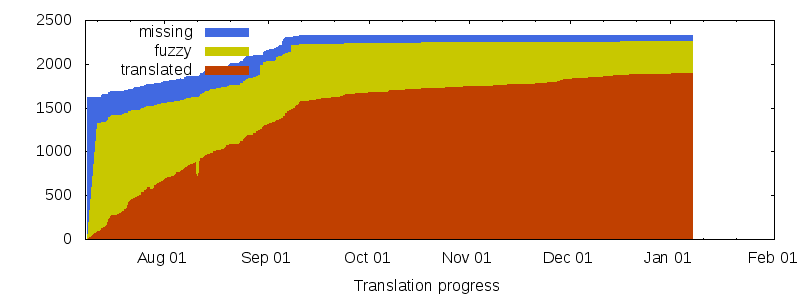 2500
2000
1500
1000
500
0
missing
fuzzy
translated
Aug 01 Sep 01 Oct 01 Nov 01 Dec 01 Jan 01 Feb 01
Translation progress